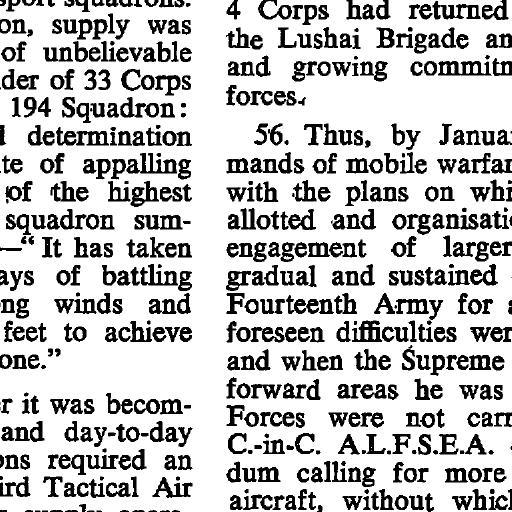 on, supply was
of unbelievable
der of 33 Corps
194 Squadron:
determination
te of appalling
of the highest
squadron sum-
—“It has taken
ays of battling
ng winds and
feet to achieve
one.”
r it was becom-
and day-to-day
ons required an
ird Tactical Air
4 Corps had returned
the Lushai Brigade an
and growing commitm
forces.
56. Thus, by Janua
mands of mobile warfar
with the plans on whi
allotted and organisati
engagement of larger
gradual and sustained
Fourteenth Army for a
foreseen difficulties wer
and when the Supreme
forward areas he was
Forces were not carr
C.-in-C. A.L.F.S.E.A.
dum calling for more
aircraft, without whic